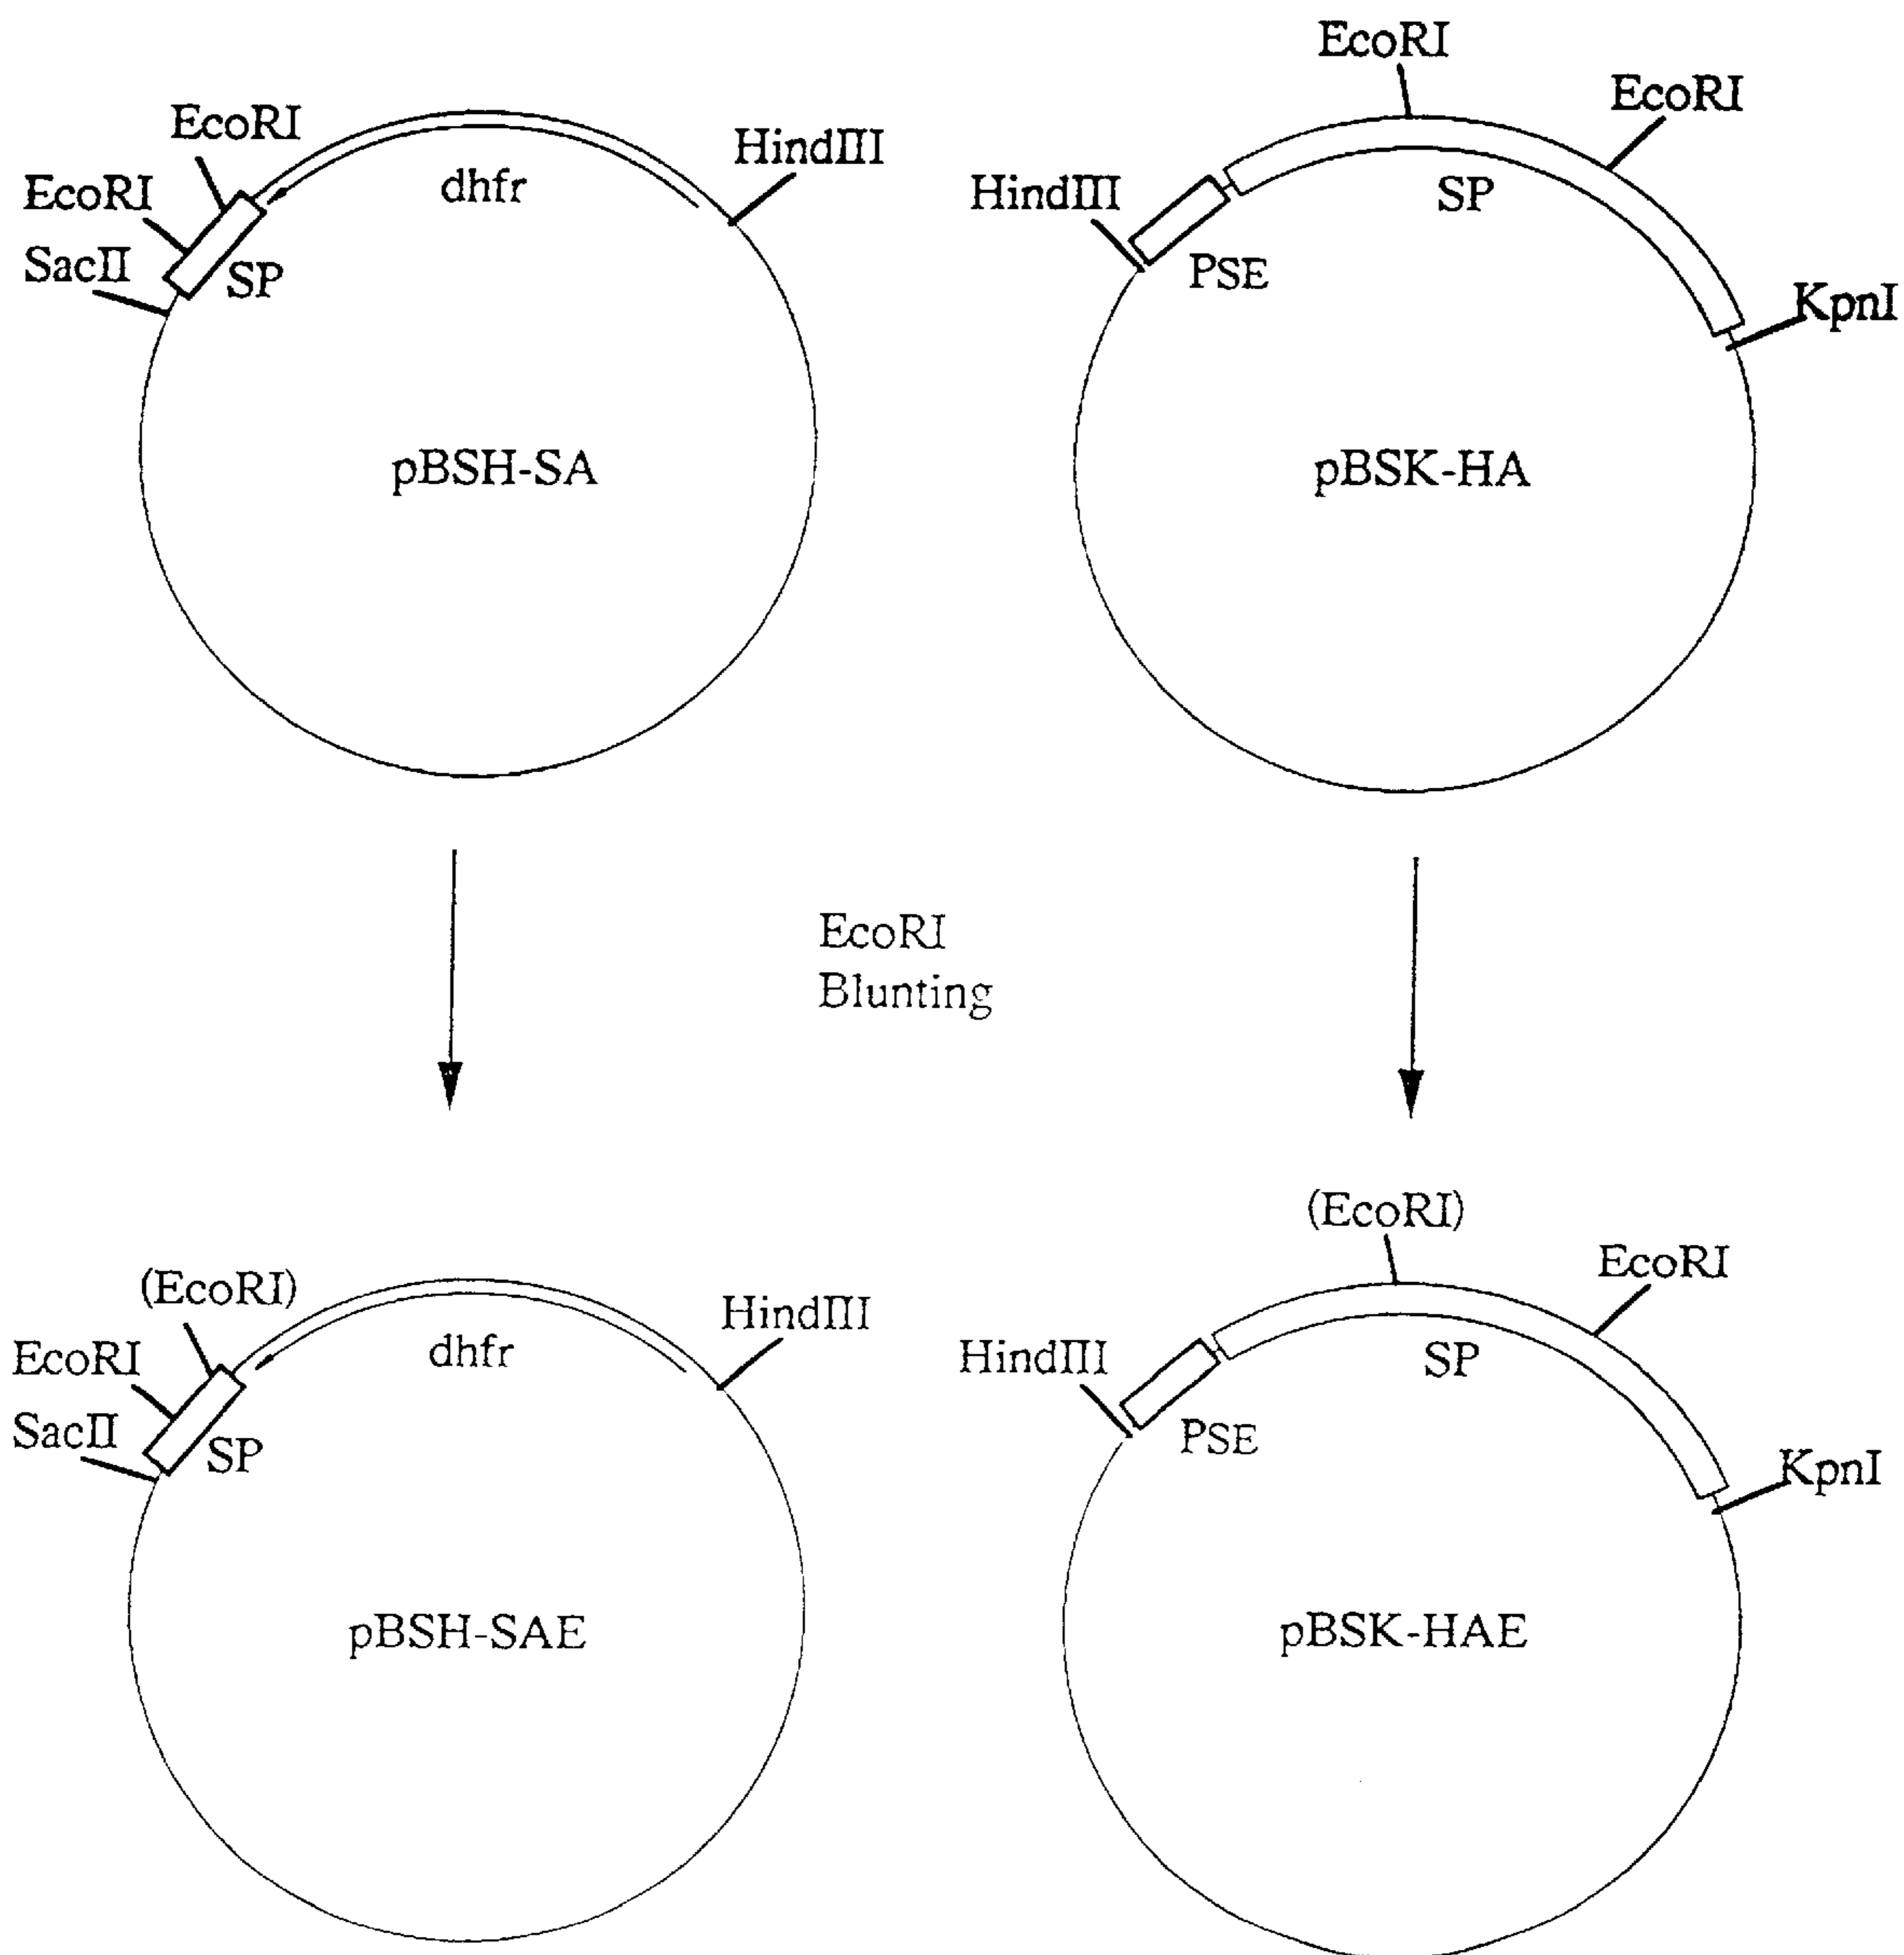 EcoRI
EcoRI
SacII
SP
dhfr
HindIII
pBSH-SA
EcoRI
EcoRI
HindIII
PSE
SP
KpnI
pBSK-HA
EcoRI
Blunting
(EcoRI)
EcoRI
SacII
SP
dhfr
HindIII
pBSH-SAE
(EcoRI)
EcoRI
HindIII
PSE
SP
KpnI
pBSK-HAE